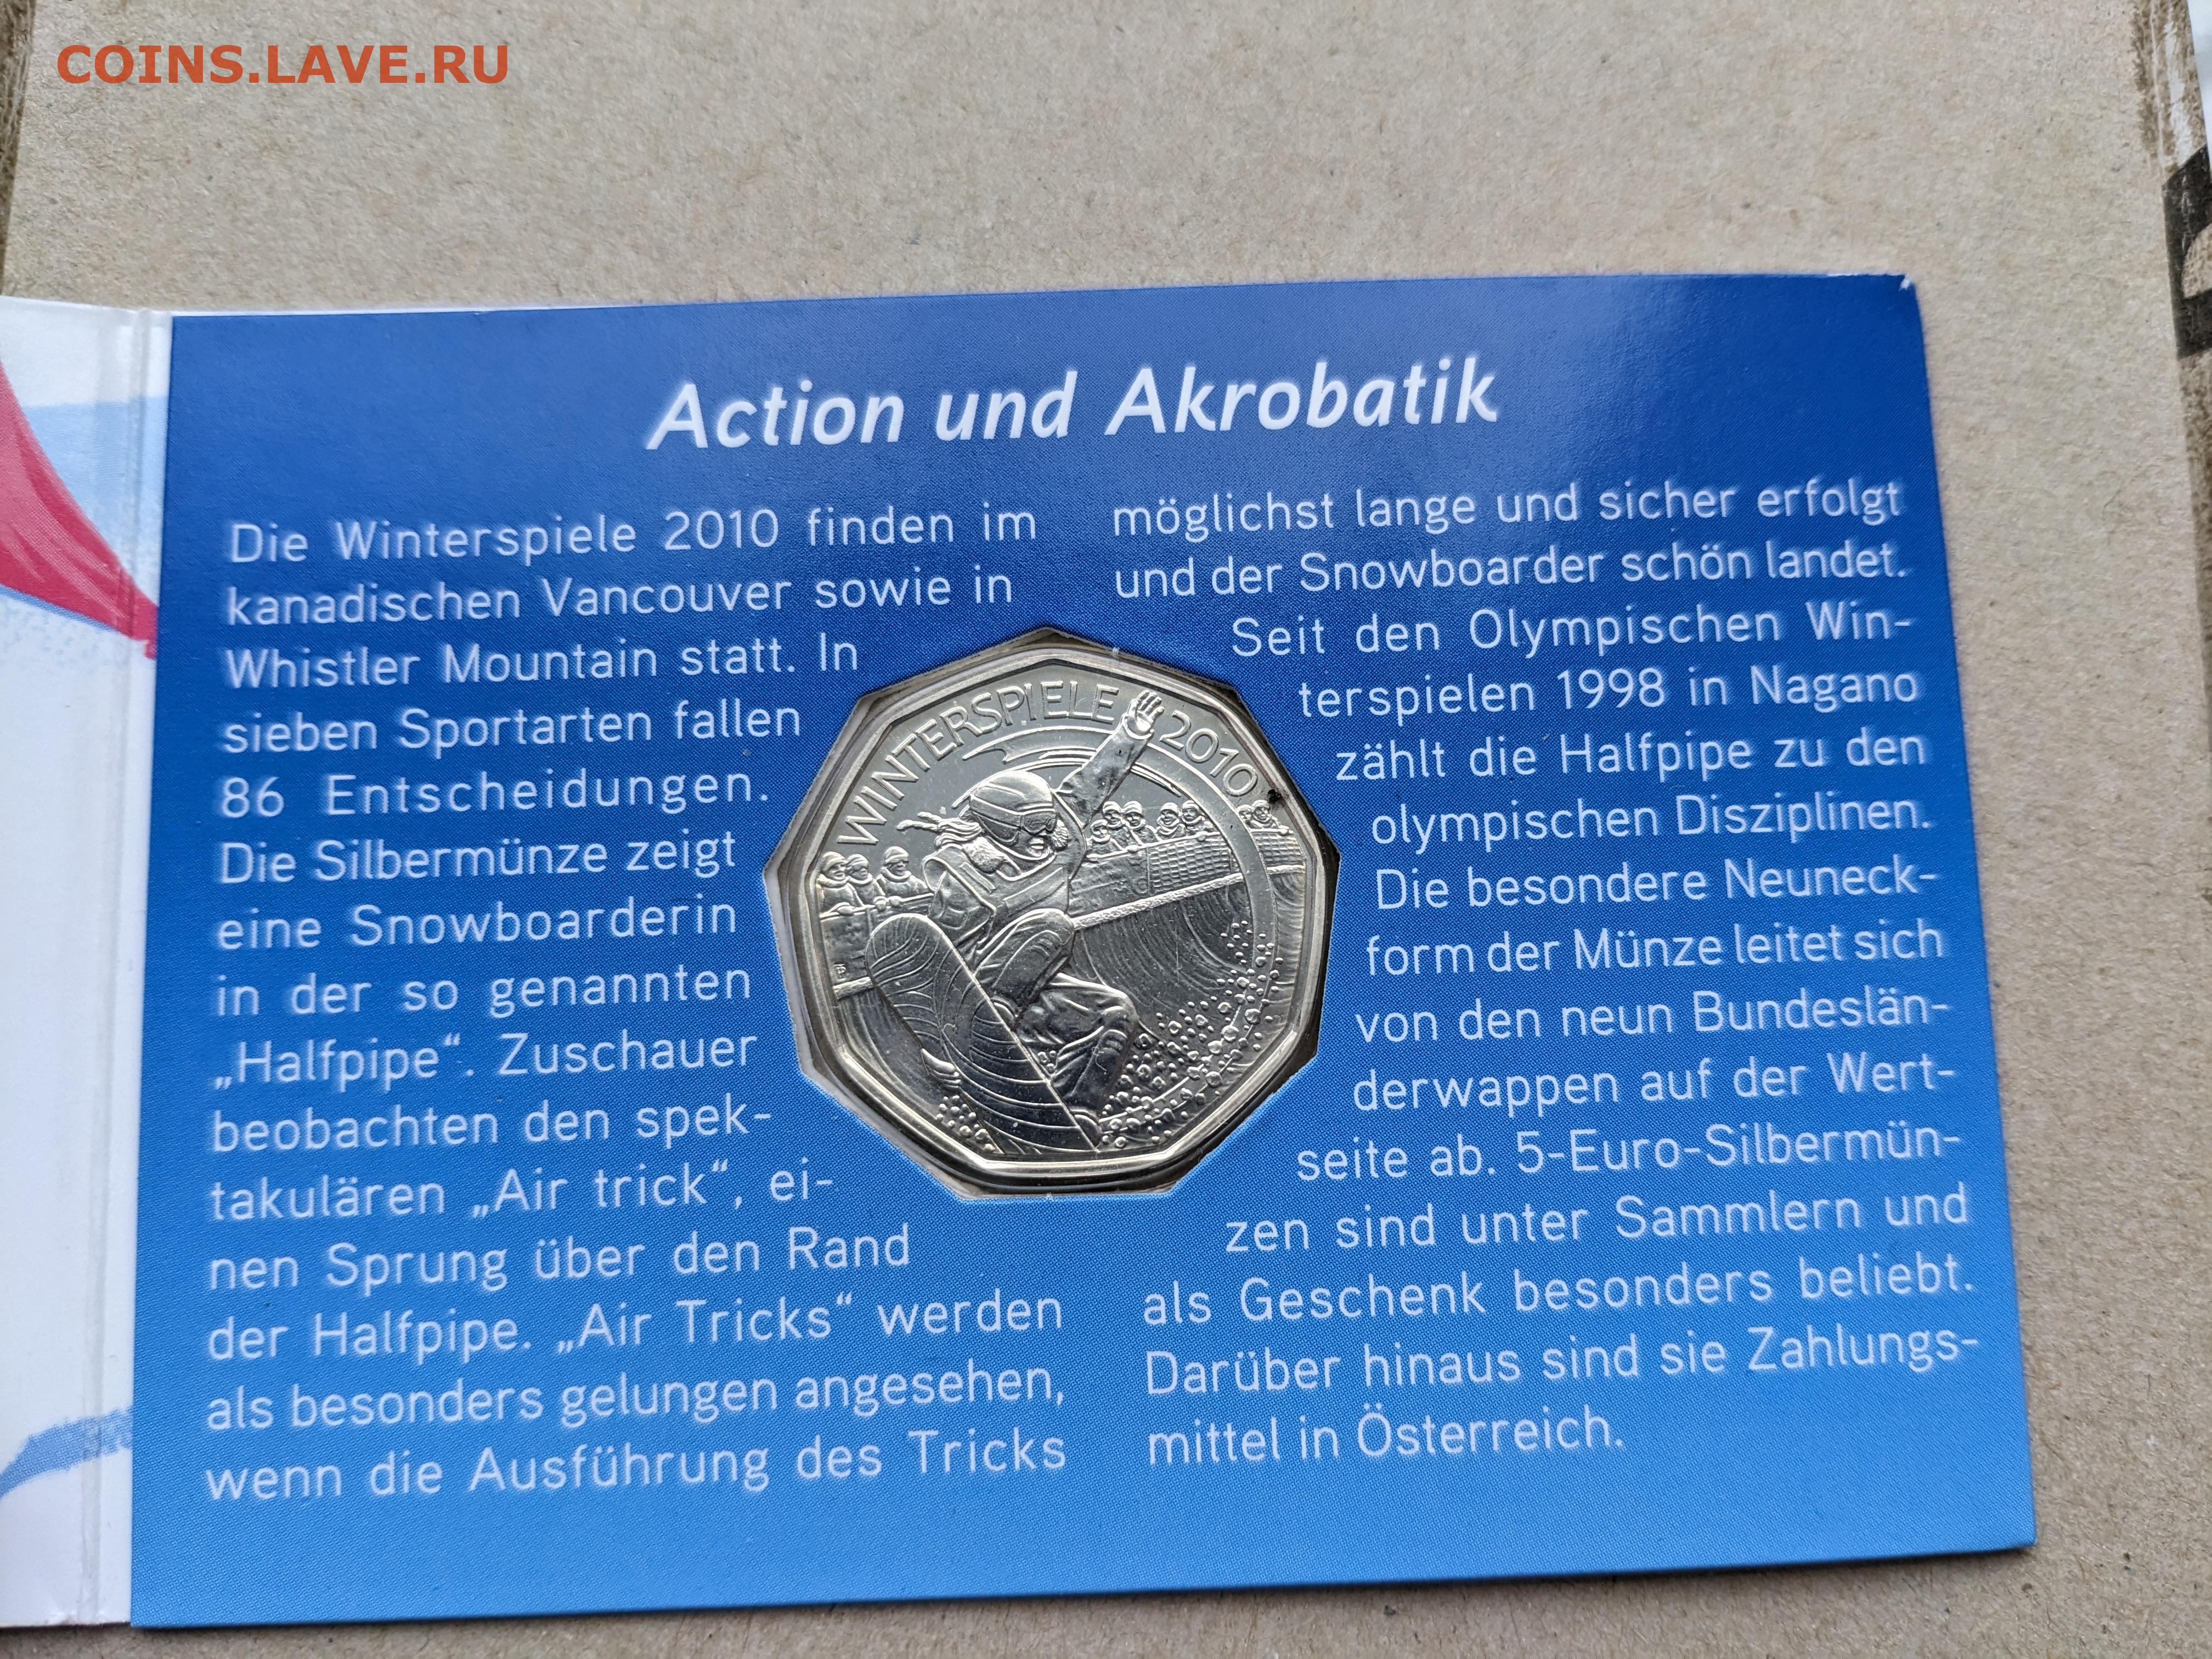 COINS.LAVE.RU
Action und Akrobatik
Die Winterspiele 2010 finden im
kanadischen Vancouver sowie in
Whistler Mountain statt. In
sieben Sportarten fallen
86 Entscheidungen.
Die Silbermünze zeigt
eine Snowboarderin
in der so genannten
„Halfpipe“. Zuschauer
beobachten den spek-
takulären „Air trick“, ei-
nen Sprung über den Rand
der Halfpipe. „Air Tricks“ werden
als besonders gelungen angesehen,
wenn die Ausführung des Tricks
möglichst lange und sicher erfolgt
und der Snowboarder schön landet.
Seit den Olympischen Win-
terspielen 1998 in Nagano
zählt die Halfpipe zu den
olympischen Disziplinen.
Die besondere Neuneck-
form der Münze leitet sich
von den neun Bundeslän-
derwappen auf der Wert-
seite ab. 5-Euro-Silbermün-
zen sind unter Sammlern und
als Geschenk besonders beliebt.
Darüber hinaus sind sie Zahlungs-
mittel in Österreich.
WINTERSPIELE 2010